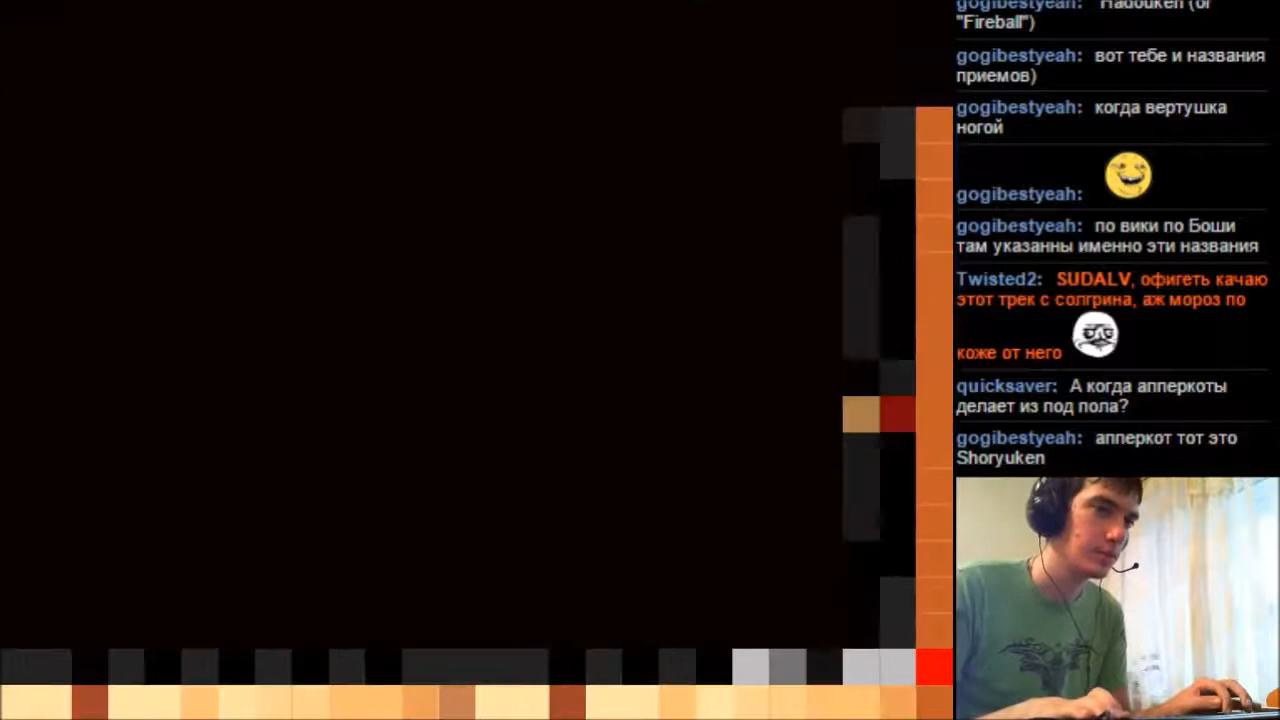 gogibestyeah: Hadouken (or
"Fireball")
gogibestyeah: вот тебе и названия
приемов)
gogibestyeah: когда вертушка
ногой
gogibestyeah:
gogibestyeah: по вики по Боши
там указанны именно эти названия
Twisted2: SUDALV, офигеть качаю
этот трек с солгрина, аж мороз по
коже от него
quicksaver: А когда апперкоты
делает из под пола?
gogibestyeah: апперкот тот это
Shoryuken